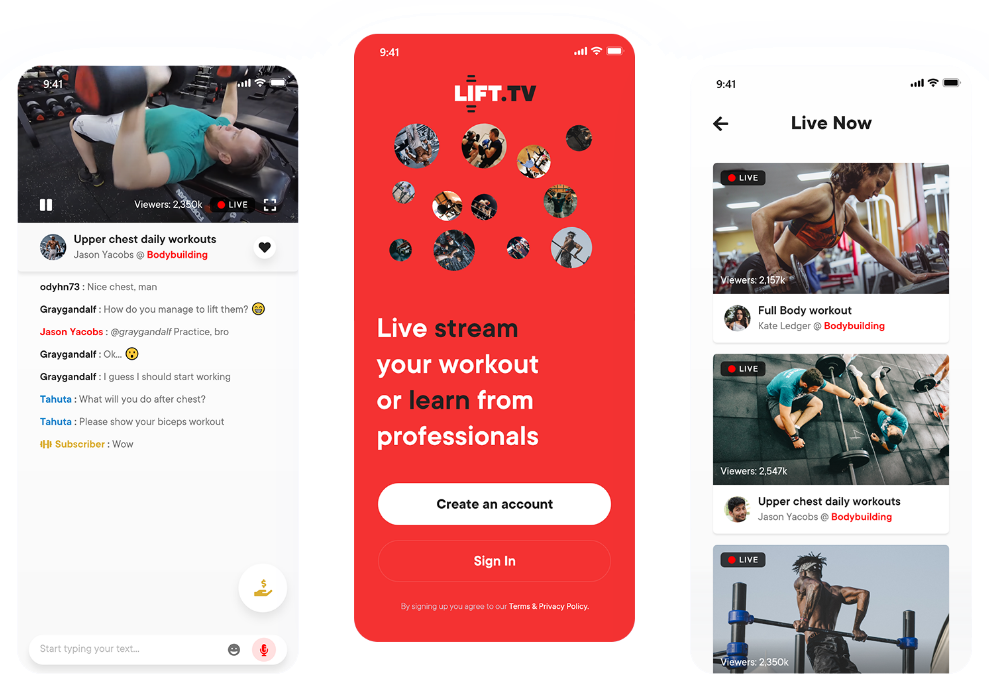 9:41
Viewers: 2,350k
LIVE
Upper chest daily workouts
Jason Yacobs @ Bodybuilding
odyhn73 : Nice chest, man
Graygandalf : How do you manage to lift them? 😁
Jason Yacobs : @graygandalf Practice, bro
Graygandalf : Ok... 😯
Graygandalf : I guess I should start working
Tahuta : What will you do after chest?
Tahuta : Please show your biceps workout
Subscriber : Wow
Start typing your text...
9:41
LIFT.TV
Live stream
your workout
or learn from
professionals
Create an account
Sign In
By signing up you agree to our Terms & Privacy Policy.
9:41
Live Now
LIVE
Viewers: 2,157k
Full Body workout
Kate Ledger @ Bodybuilding
LIVE
Viewers: 2,547k
Upper chest daily workouts
Jason Yacobs @ Bodybuilding
LIVE
Viewers: 2,350k